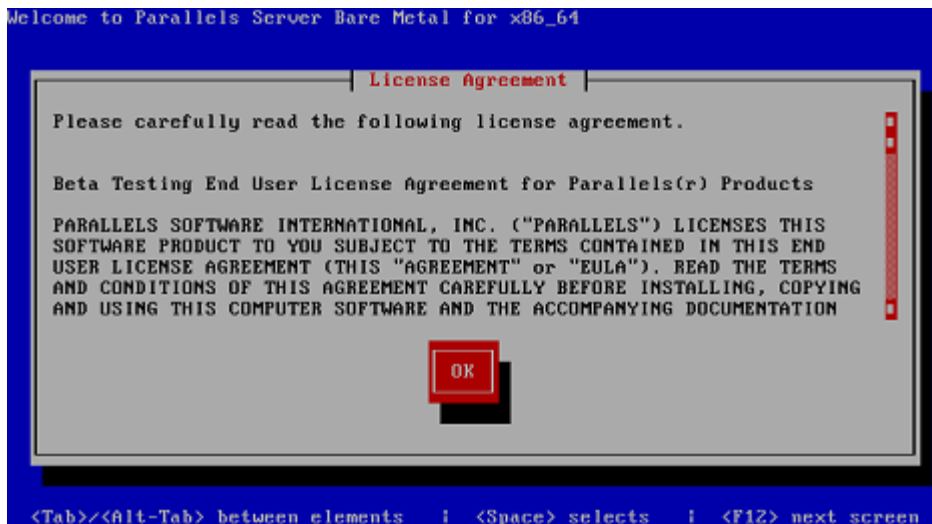 Welcome to Parallels Server Bare Metal for x86_64
License Agreement
Please carefully read the following license agreement.
Beta Testing End User License Agreement for Parallels(r) Products
PARALLELS SOFTWARE INTERNATIONAL, INC. ("PARALLELS") LICENSES THIS
SOFTWARE PRODUCT TO YOU SUBJECT TO THE TERMS CONTAINED IN THIS END
USER LICENSE AGREEMENT (THIS "AGREEMENT" or "EULA"). READ THE TERMS
AND CONDITIONS OF THIS AGREEMENT CAREFULLY BEFORE INSTALLING, COPYING
AND USING THIS COMPUTER SOFTWARE AND THE ACCOMPANYING DOCUMENTATION
OK
<Tab>/<Alt-Tab> between elements | <Space> selects | <F12> next screen